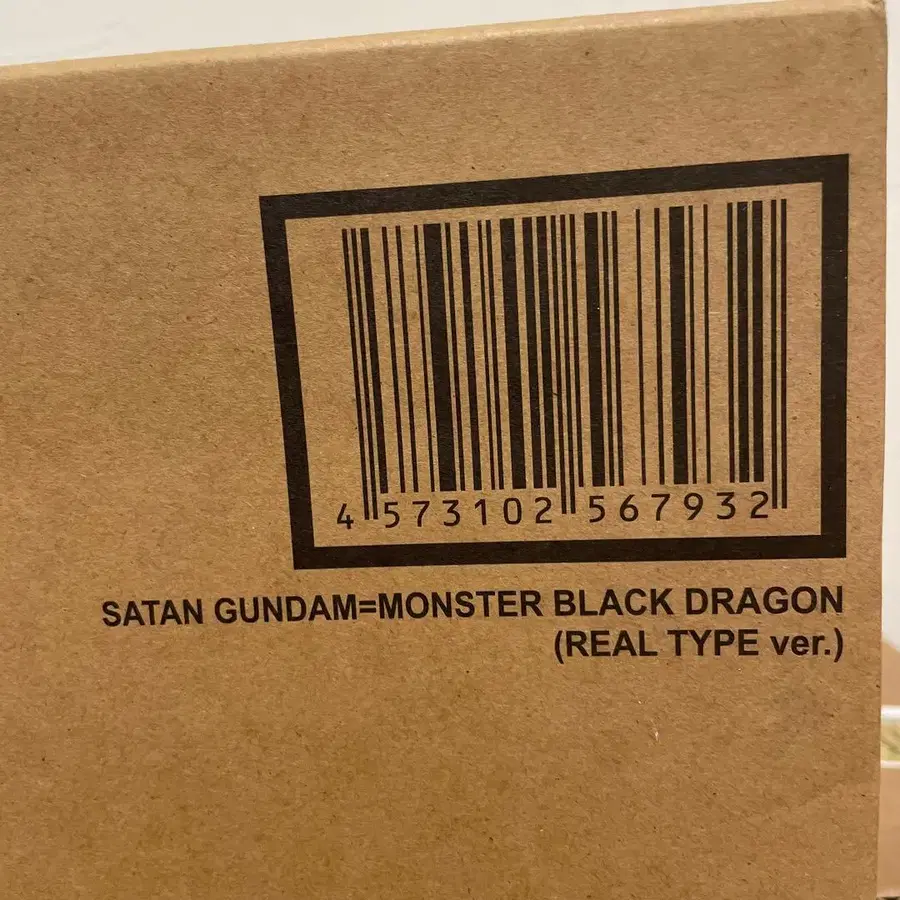 4 573102 567932
SATAN GUNDAM=MONSTER BLACK DRAGON
(REAL TYPE ver.)